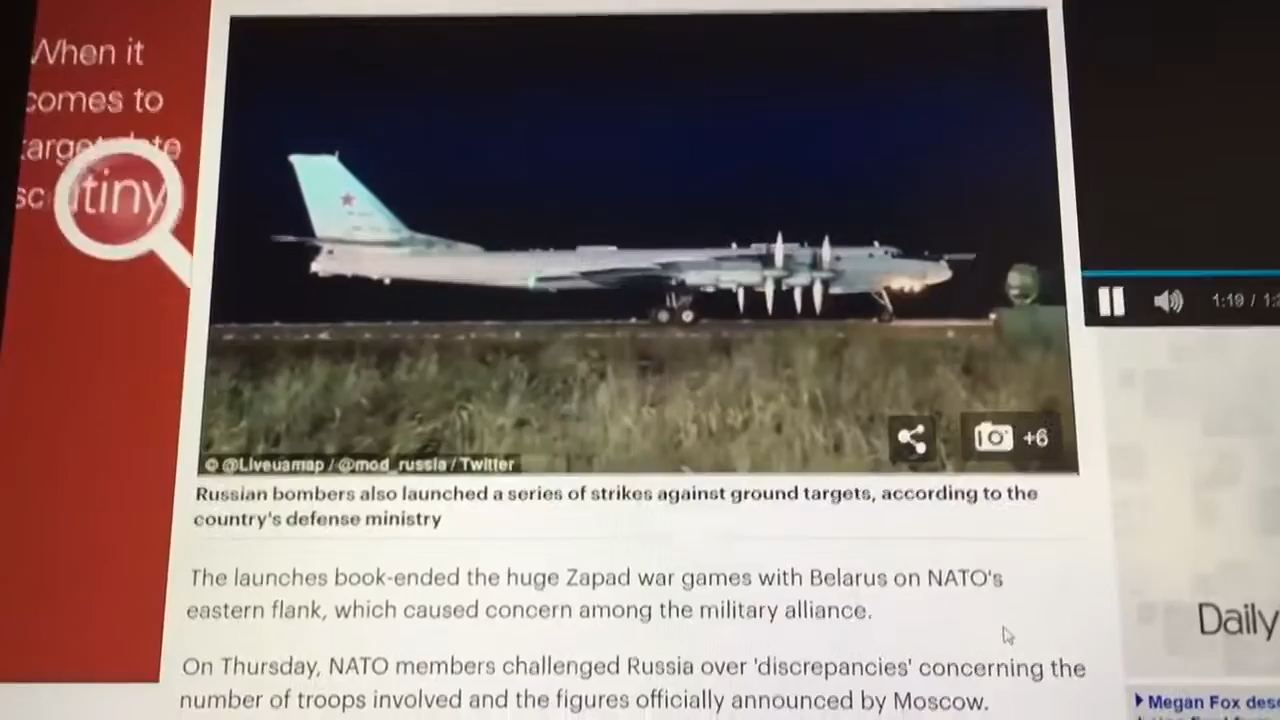 When it
comes to
target date
scrutiny
© @Liveuamap / @mod_russia / Twitter
+6
Russian bombers also launched a series of strikes against ground targets, according to the
country's defense ministry
The launches book-ended the huge Zapad war games with Belarus on NATO's
eastern flank, which caused concern among the military alliance.
On Thursday, NATO members challenged Russia over 'discrepancies' concerning the
number of troops involved and the figures officially announced by Moscow.
1:19 /
Daily
Megan Fox